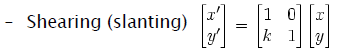 - Shearing (slanting) [x' y'] = [1 0 k 1] [x y]